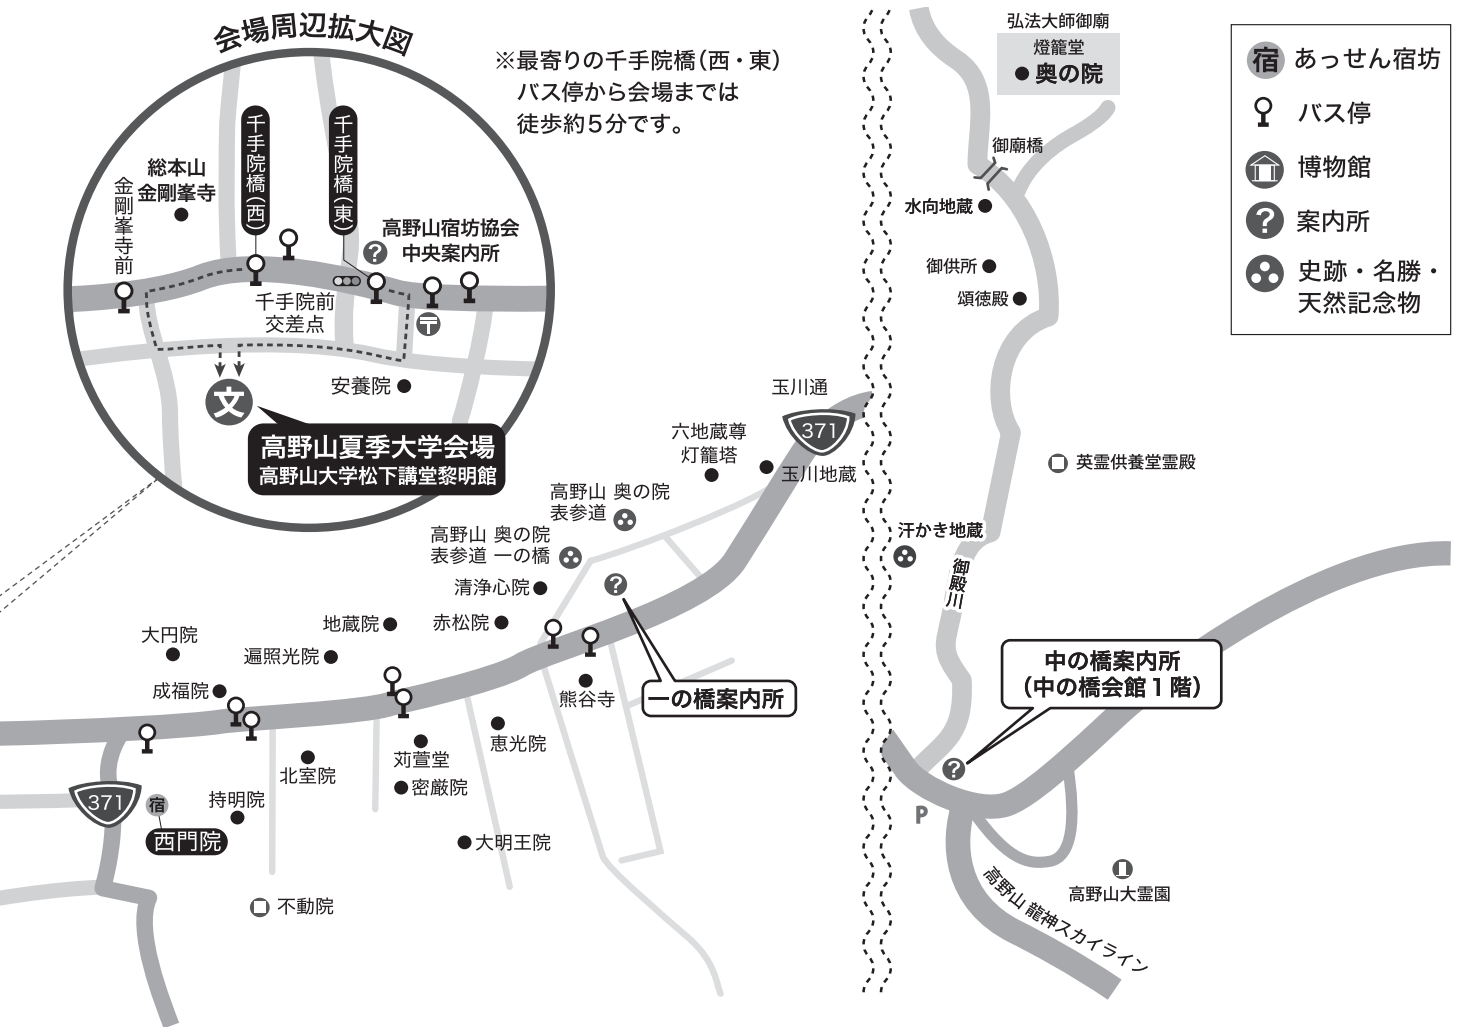 会場周辺拡大図
※最寄りの千手院橋（西・東）
バス停から会場までは
徒歩約５分です。
千手院橋（西）
千手院橋（東）
総本山
金剛峯寺
金剛峯寺前
高野山宿坊協会
中央案内所
?
千手院前
交差点
〒
安養院
文
高野山夏季大学会場
高野山大学松下講堂黎明館
弘法大師御廟
燈籠堂
奥の院
御廟橋
水向地蔵
御供所
頌徳殿
宿 あっせん宿坊
バス停
博物館
? 案内所
史跡・名勝・
天然記念物
玉川通
371
六地蔵尊
灯籠塔
玉川地蔵
高野山 奥の院
表参道
高野山 奥の院
表参道 一の橋
清浄心院
?
地蔵院
赤松院
大円院
遍照光院
成福院
熊谷寺
一の橋案内所
恵光院
北室院
苅萱堂
密厳院
持明院
371
宿
西門院
大明王院
不動院
英霊供養堂霊殿
汗かき地蔵
御殿川
中の橋案内所
（中の橋会館１階）
?
P
高野山大霊園
高野山 龍神スカイライン